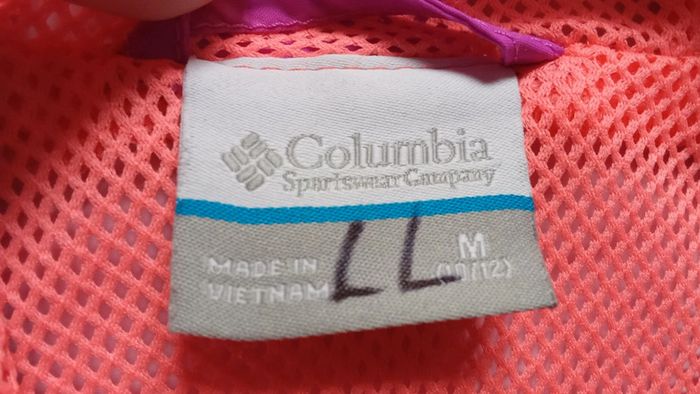 Columbia
Sportswear Company
MADE IN LL M
VIETNAM (10/12)